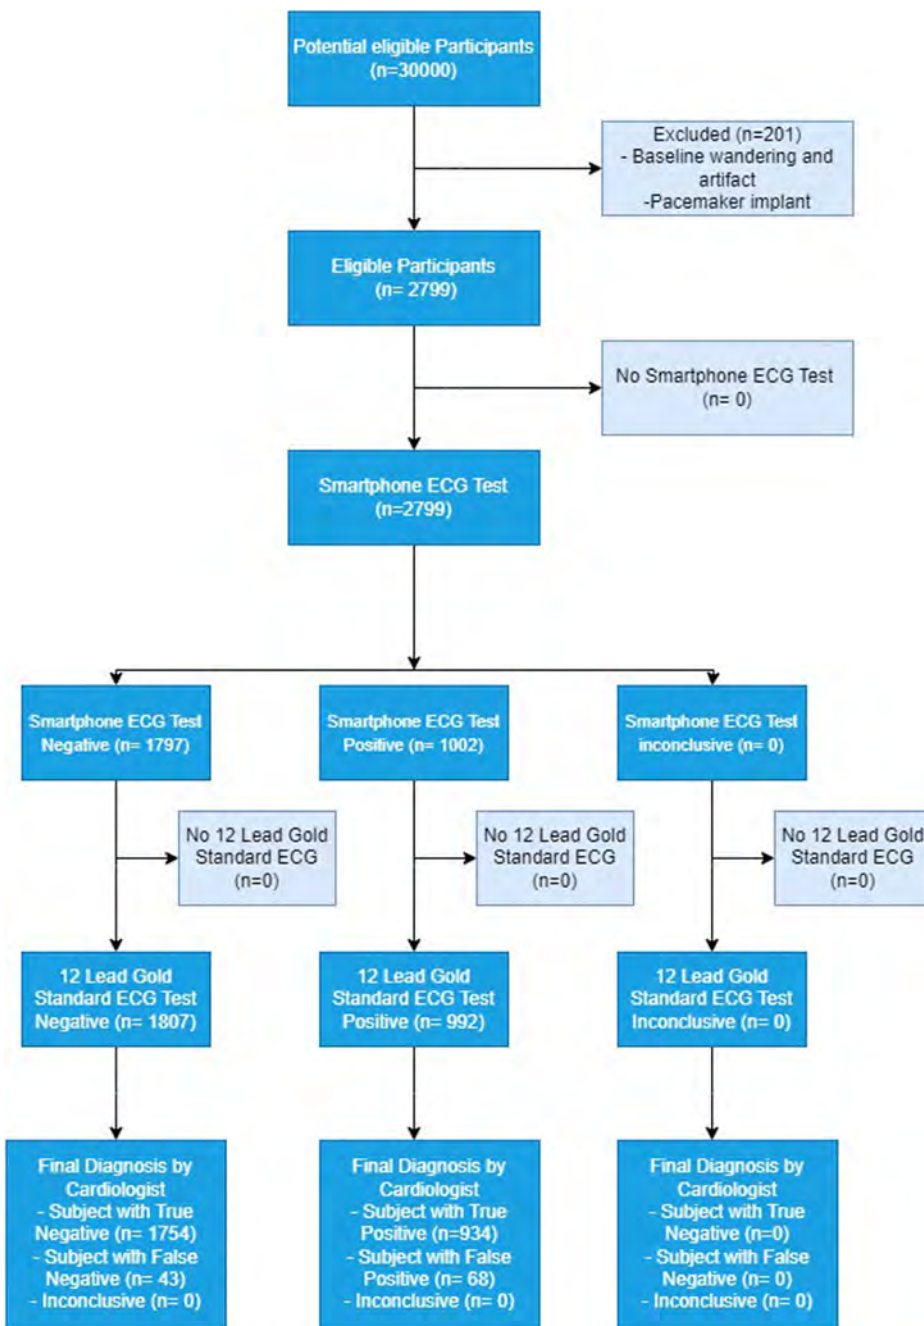 Potential eligible Participants
(n=30000)
Excluded (n=201)
- Baseline wandering and
artifact
-Pacemaker implant
Eligible Participants
(n= 2799)
No Smartphone ECG Test
(n= 0)
Smartphone ECG Test
(n=2799)
Smartphone ECG Test
Negative (n= 1797)
Smartphone ECG Test
Positive (n= 1002)
Smartphone ECG Test
inconclusive (n= 0)
No 12 Lead Gold
Standard ECG
(n=0)
No 12 Lead Gold
Standard ECG
(n=0)
No 12 Lead Gold
Standard ECG
(n=0)
12 Lead Gold
Standard ECG Test
Negative (n= 1807)
12 Lead Gold
Standard ECG Test
Positive (n= 992)
12 Lead Gold
Standard ECG Test
Inconclusive (n= 0)
Final Diagnosis by
Cardiologist
- Subject with True
Negative (n= 1754)
- Subject with False
Negative (n= 43)
- Inconclusive (n= 0)
Final Diagnosis by
Cardiologist
- Subject with True
Positive (n=934)
- Subject with False
Positive (n= 68)
- Inconclusive (n= 0)
Final Diagnosis by
Cardiologist
- Subject with True
Negative (n=0)
- Subject with False
Negative (n= 0)
- Inconclusive (n= 0)